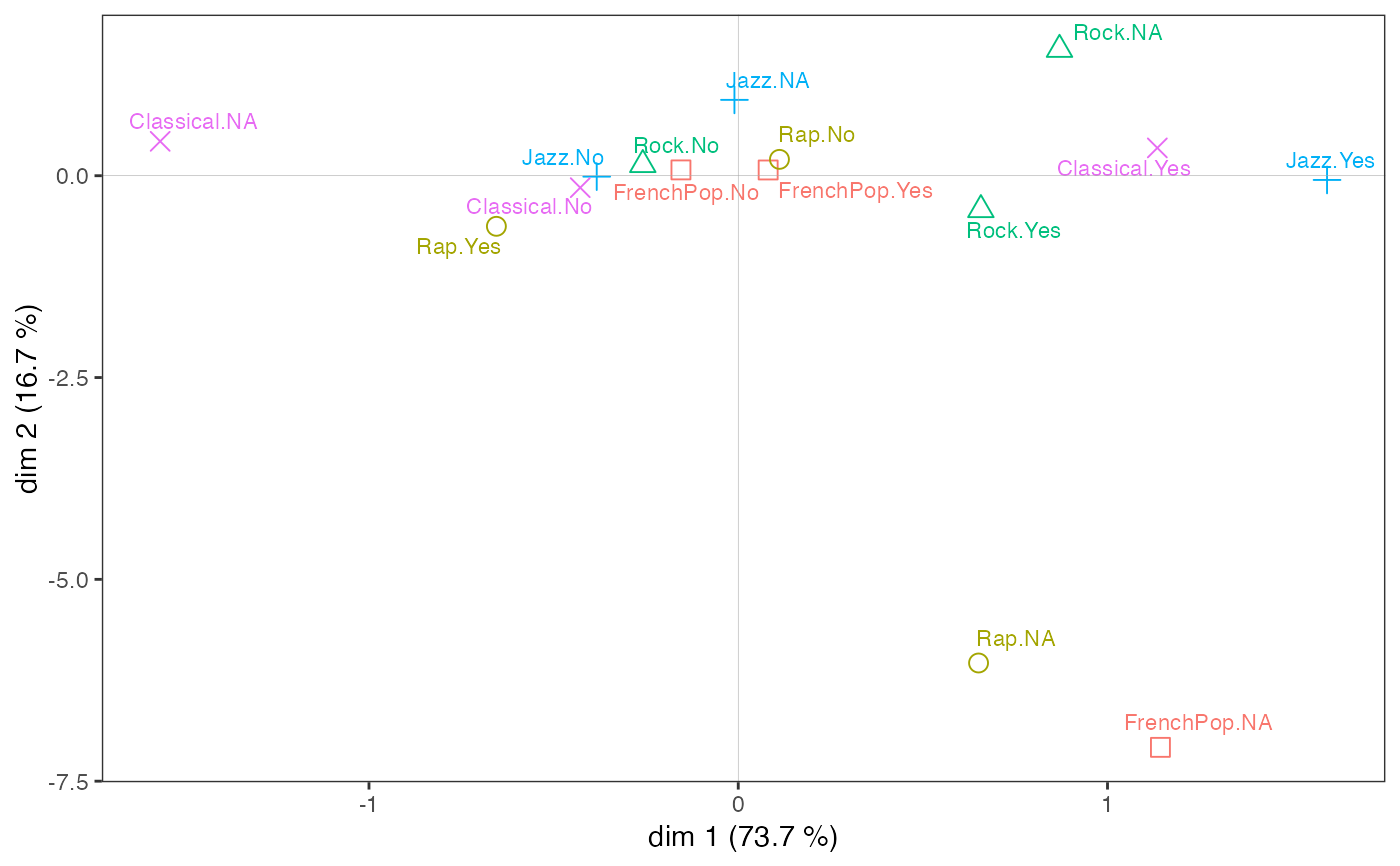 Rock.NA
Jazz.NA
Classical.NA
Rap.No
Rock.No
Jazz.No
Jazz.Yes
Classical.Yes
0.0
FrenchPop.No
FrenchPop.Yes
Classical.No
Rock.Yes
Rap.Yes
dim 2 (16.7 %)
-2.5
-5.0
Rap.NA
FrenchPop.NA
-7.5
-1
0
1
dim 1 (73.7 %)